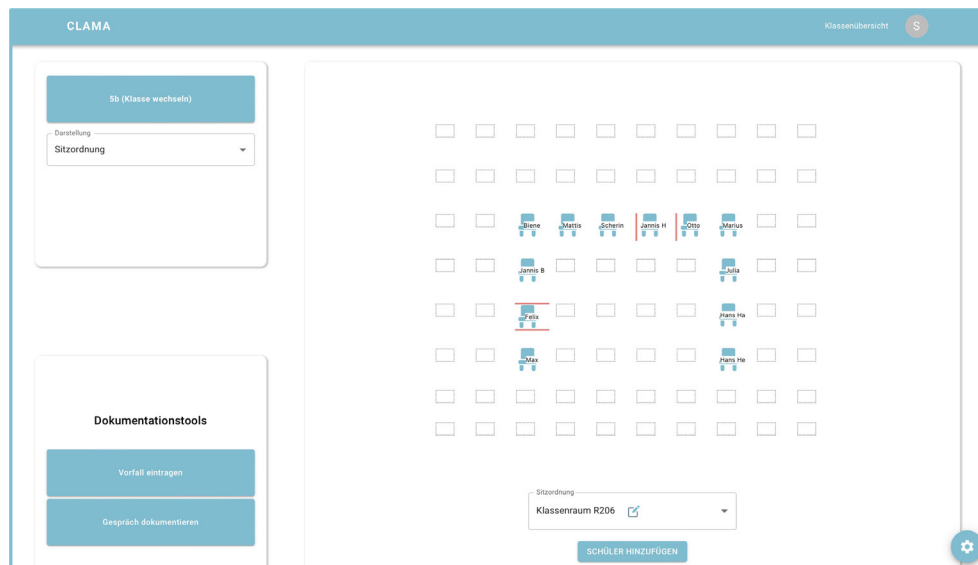 CLAMA
Klassenübersicht
S
5b (Klasse wechseln)
Darstellung
Sitzordnung
Biene Mattis Scherin Jannis H Otto Marius
Jannis B Julia
Felix Hans Ha
Max Hans He
Dokumentationstools
Vorfall eintragen
Gespräch dokumentieren
Sitzordnung
Klassenraum R206
SCHÜLER HINZUFÜGEN